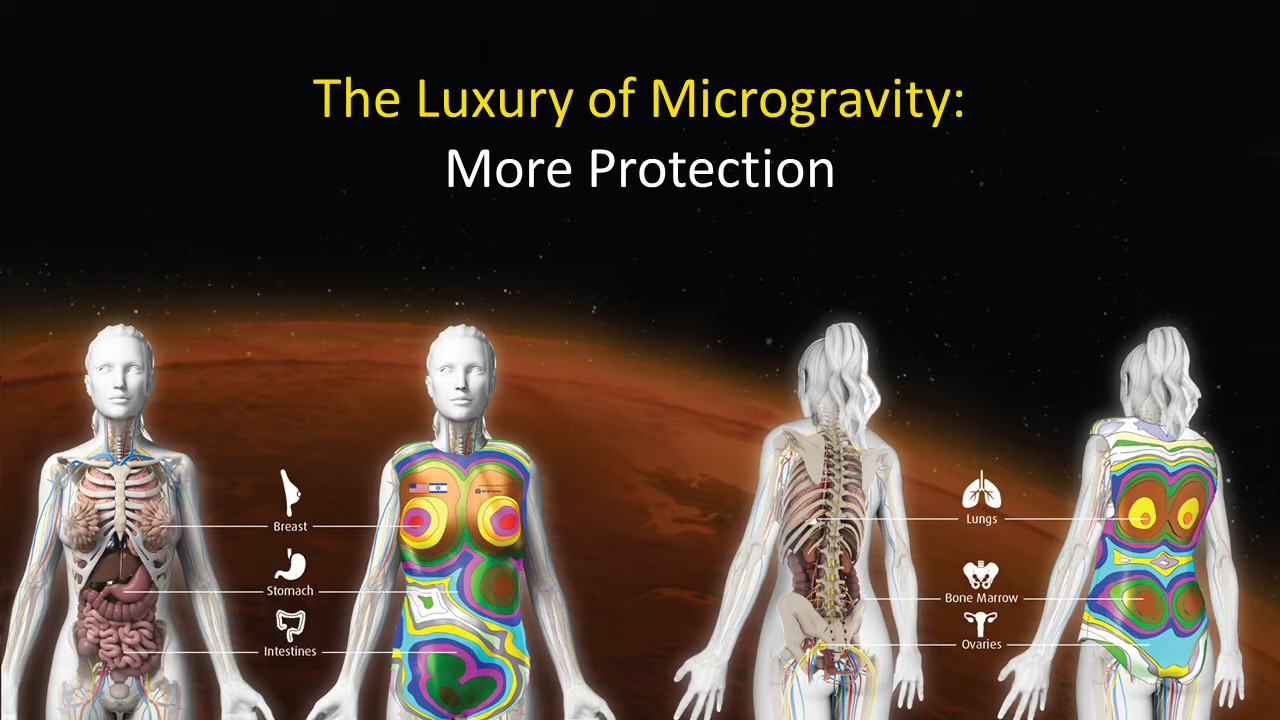 The Luxury of Microgravity:
More Protection
Breast
Stomach
Intestines
Lungs
Bone Marrow
Ovaries